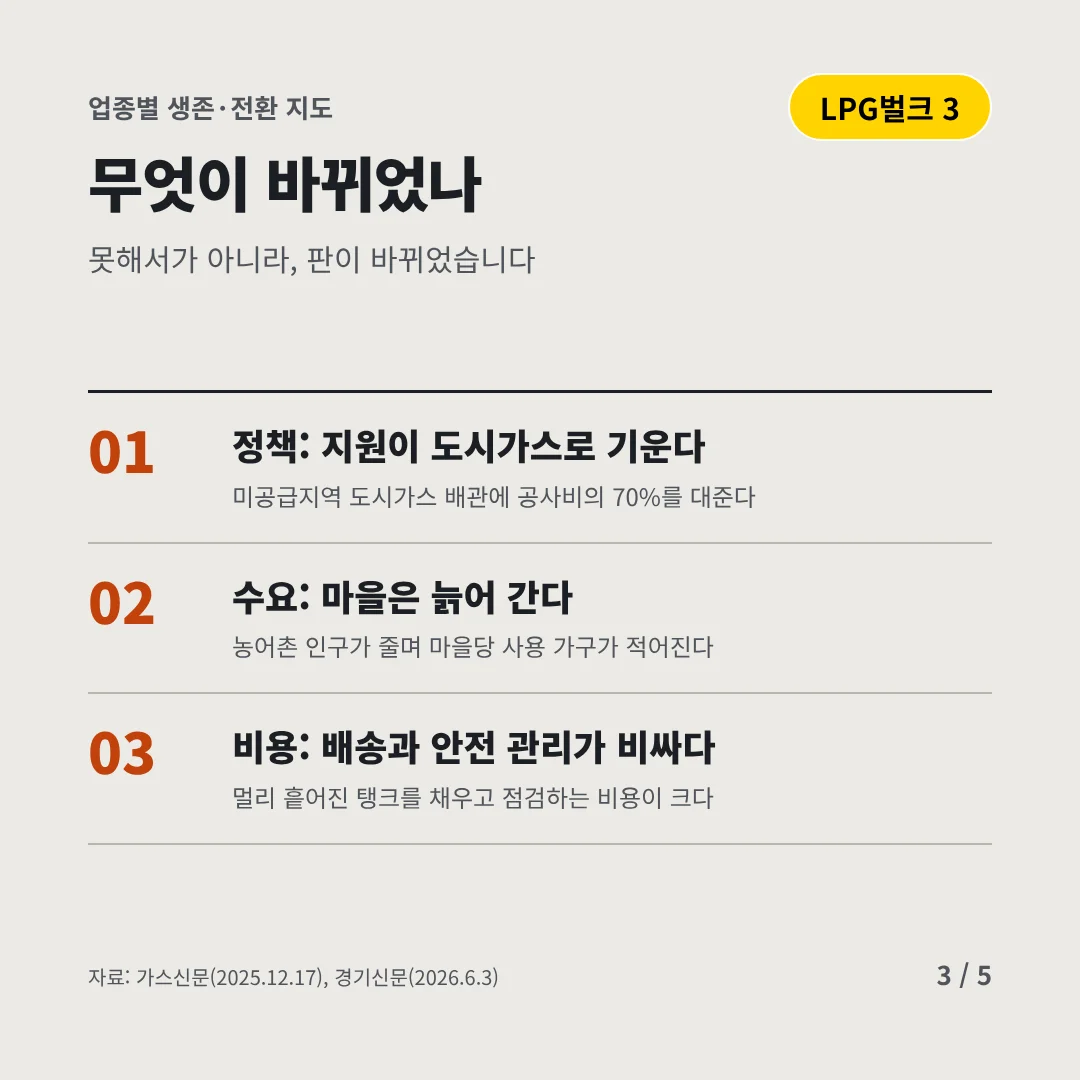 업종별 생존·전환 지도
LPG벌크 3
무엇이 바뀌었나
못해서가 아니라, 판이 바뀌었습니다
01
정책: 지원이 도시가스로 기운다
미공급지역 도시가스 배관에 공사비의 70%를 대준다
02
수요: 마을은 늙어 간다
농어촌 인구가 줄며 마을당 사용 가구가 적어진다
03
비용: 배송과 안전 관리가 비싸다
멀리 흩어진 탱크를 채우고 점검하는 비용이 크다
자료: 가스신문(2025.12.17), 경기신문(2026.6.3)
3 / 5